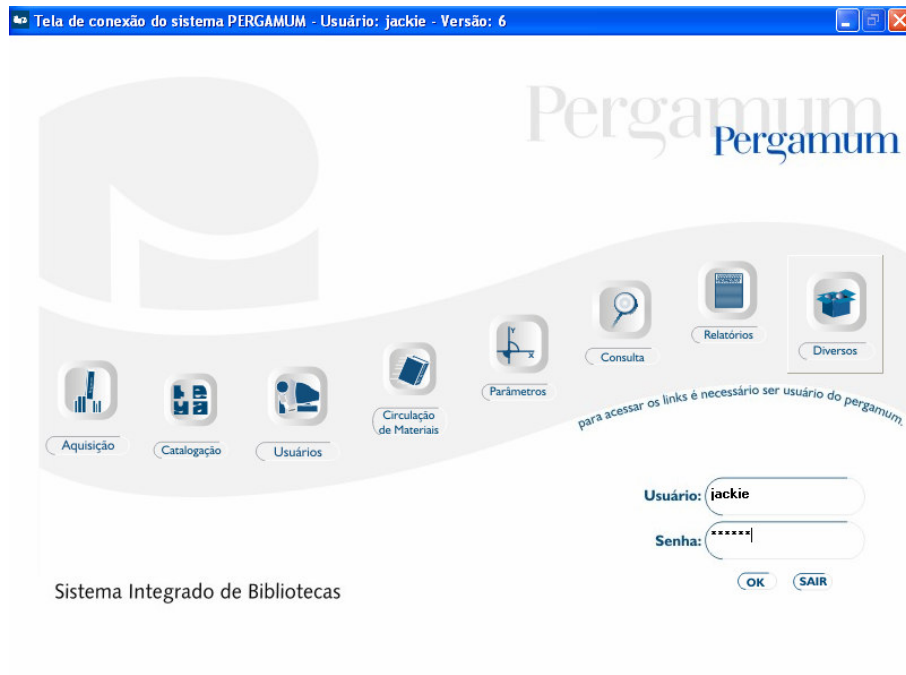 Tela de conexão do sistema PERGAMUM - Usuário: jackie - Versão: 6
Pergamum
Pergamum
Relatórios
Diversos
Consulta
Parâmetros
Circulação
de Materiais
Aquisição
Catalogação
Usuários
para acessar os links é necessário ser usuário do pergamum.
Usuário: jackie
Senha: ******
OK SAIR
Sistema Integrado de Bibliotecas